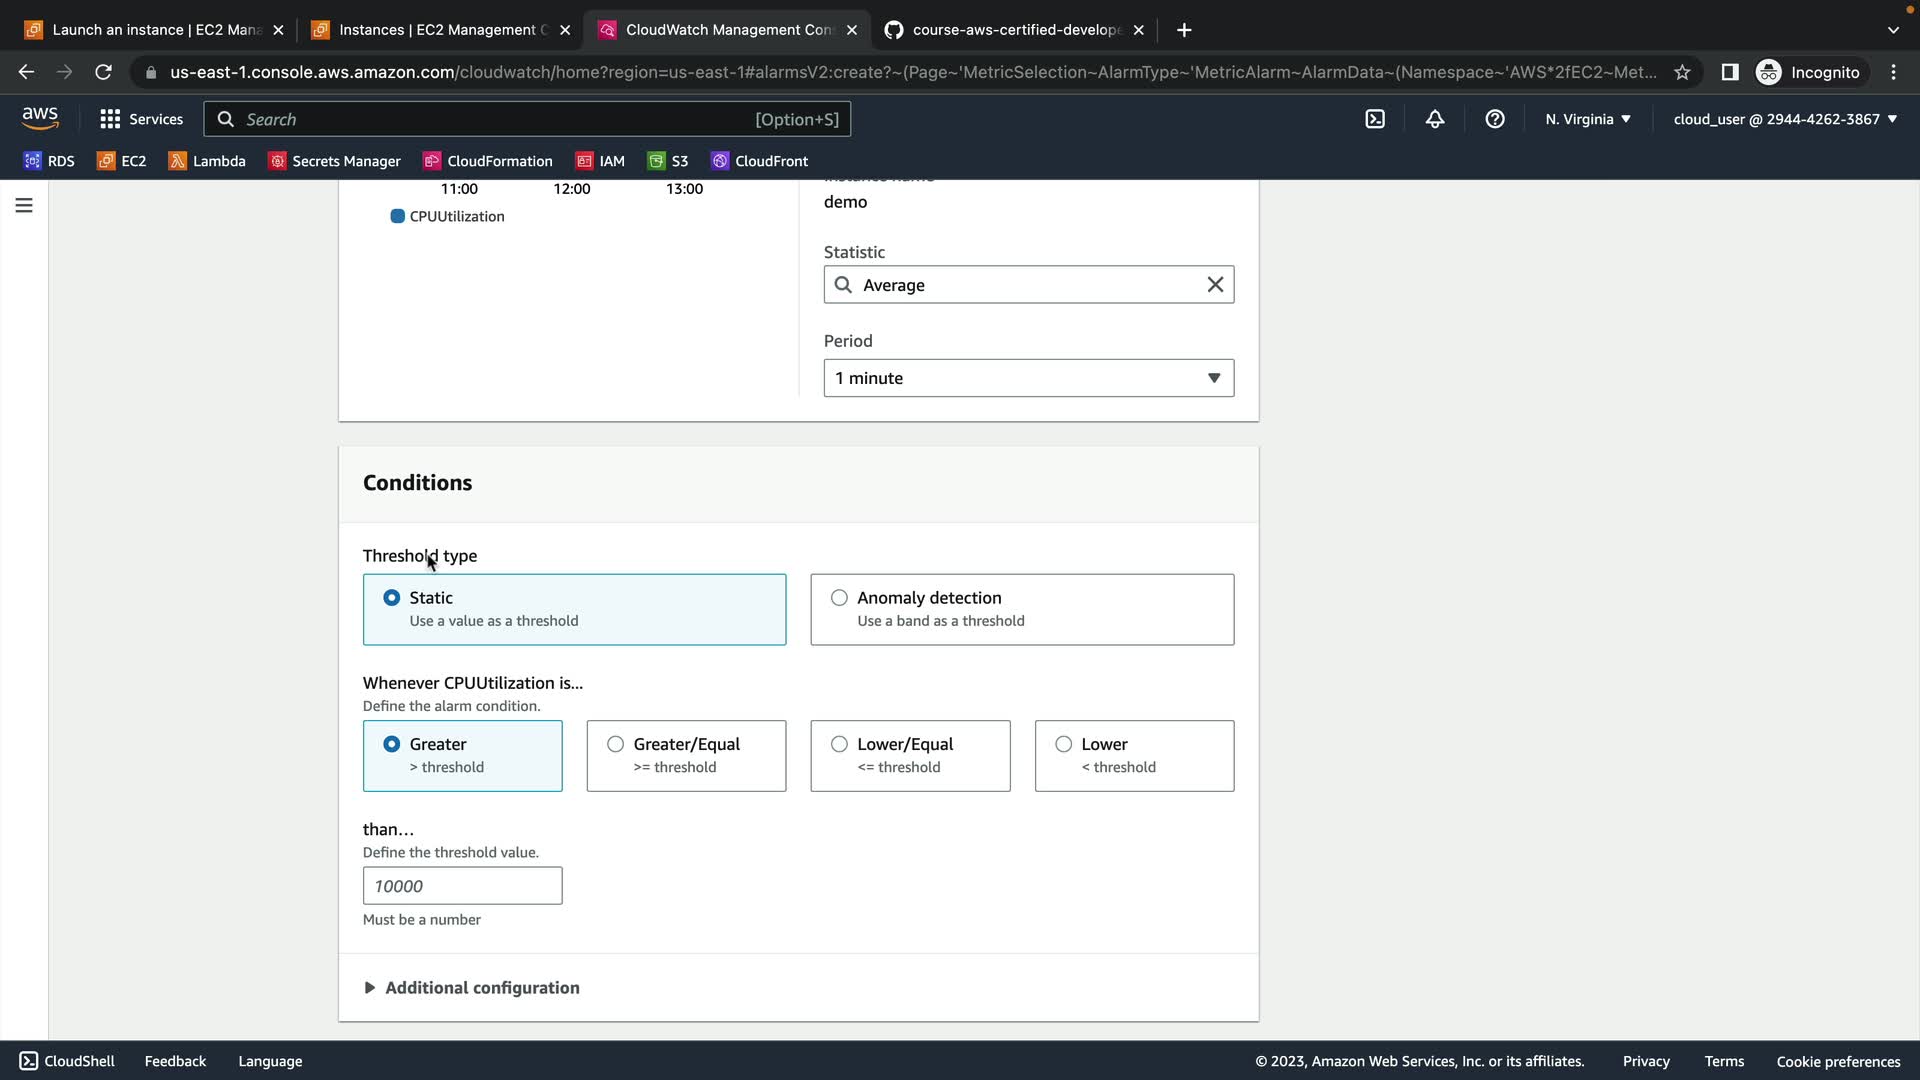 Launch an instance | EC2 Mana
Instances | EC2 Management C
CloudWatch Management Con
course-aws-certified-develope
us-east-1.console.aws.amazon.com/cloudwatch/home?region=us-east-1#alarmsV2:create?~(Page~'MetricSelection~AlarmType~'MetricAlarm~AlarmData~(Namespace~'AWS*2fEC2~Met...
Incognito
aws
Services
Search
[Option+S]
N. Virginia
cloud_user @ 2944-4262-3867
RDS
EC2
Lambda
Secrets Manager
CloudFormation
IAM
S3
CloudFront
11:00
12:00
13:00
CPUUtilization
Instance name
demo
Statistic
Average
Period
1 minute
Conditions
Threshold type
Static
Use a value as a threshold
Anomaly detection
Use a band as a threshold
Whenever CPUUtilization is...
Define the alarm condition.
Greater
> threshold
Greater/Equal
>= threshold
Lower/Equal
<= threshold
Lower
< threshold
than...
Define the threshold value.
10000
Must be a number
Additional configuration
CloudShell
Feedback
Language
© 2023, Amazon Web Services, Inc. or its affiliates.
Privacy
Terms
Cookie preferences